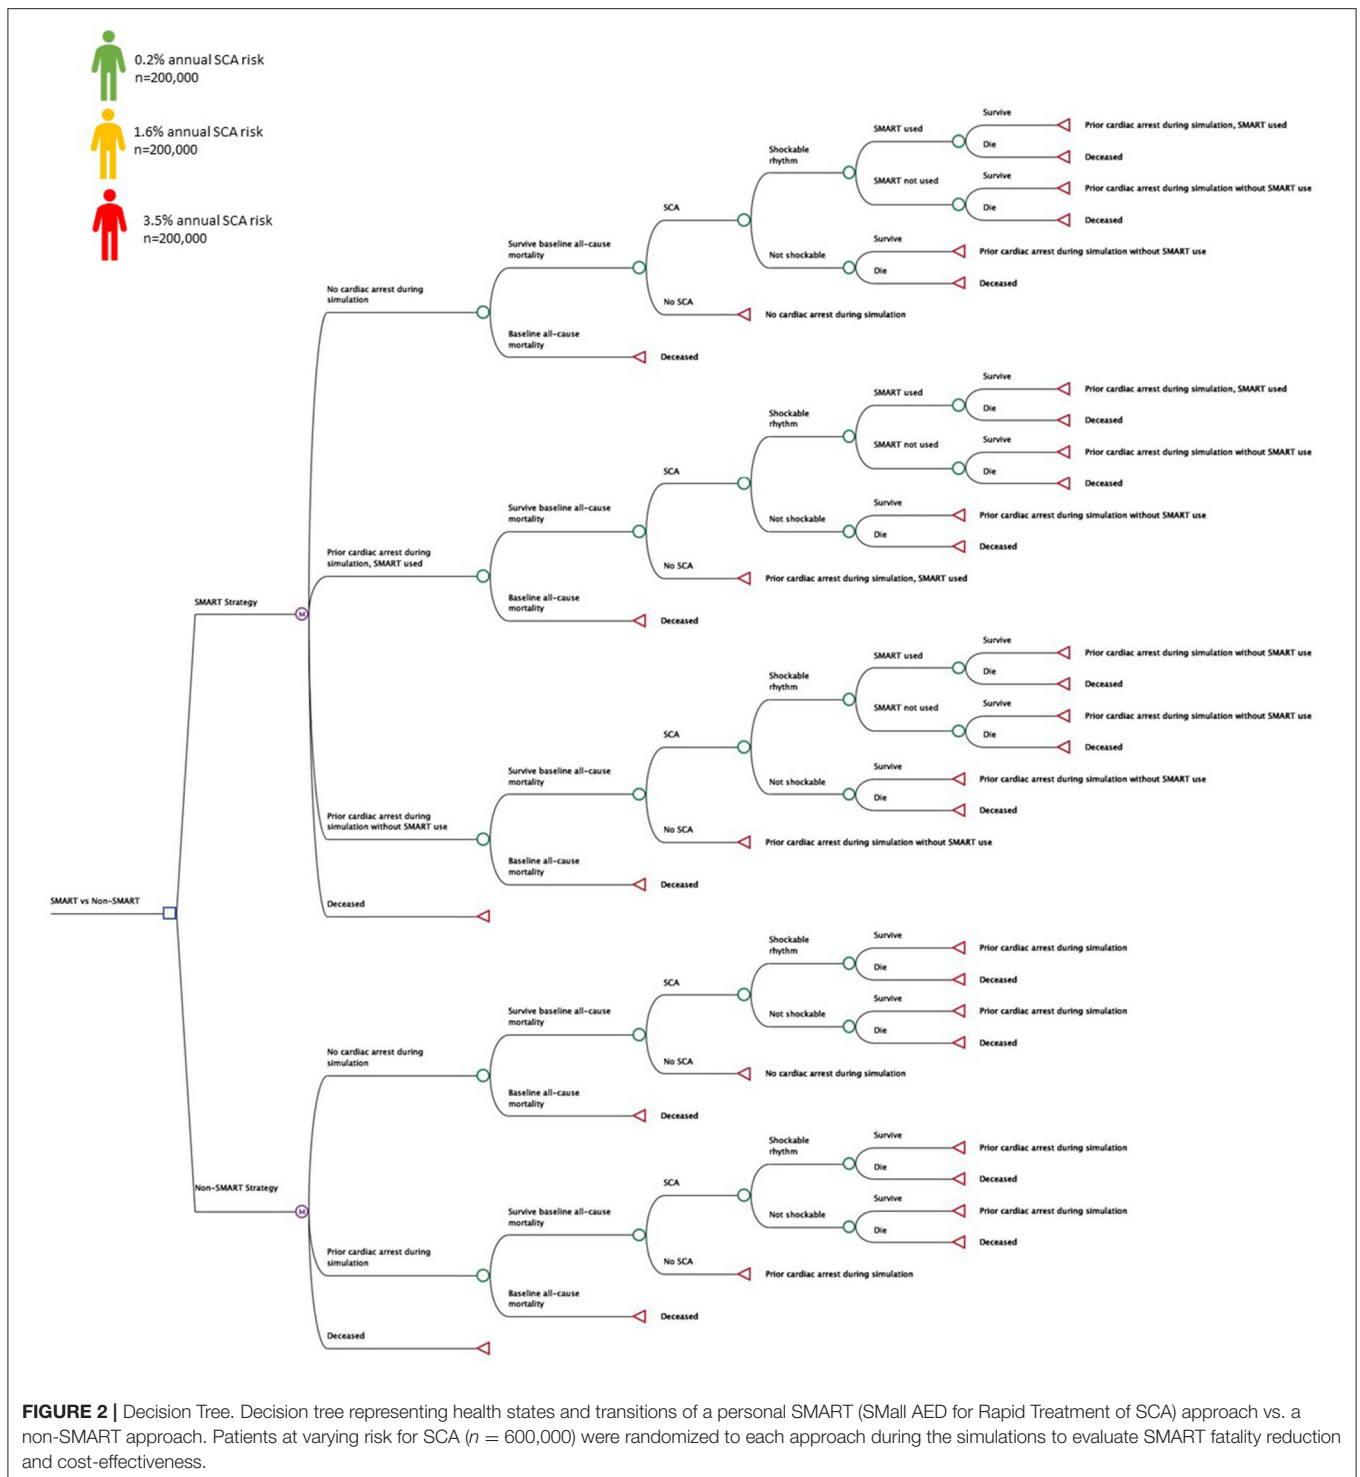 0.2% annual SCA risk
n=200,000
1.6% annual SCA risk
n=200,000
3.5% annual SCA risk
n=200,000
SMART vs Non-SMART
SMART Strategy
No cardiac arrest during
simulation
Survive baseline all-cause
mortality
SCA
Shockable
rhythm
SMART used
Survive
Prior cardiac arrest during simulation, SMART used
Die
Deceased
SMART not used
Survive
Prior cardiac arrest during simulation without SMART use
Die
Deceased
Not shockable
Survive
Prior cardiac arrest during simulation without SMART use
Die
Deceased
No SCA
No cardiac arrest during simulation
Baseline all-cause
mortality
Deceased
Prior cardiac arrest during
simulation, SMART used
Survive baseline all-cause
mortality
SCA
Shockable
rhythm
SMART used
Survive
Prior cardiac arrest during simulation, SMART used
Die
Deceased
SMART not used
Survive
Prior cardiac arrest during simulation without SMART use
Die
Deceased
Not shockable
Survive
Prior cardiac arrest during simulation without SMART use
Die
Deceased
No SCA
Prior cardiac arrest during simulation, SMART used
Baseline all-cause
mortality
Deceased
Prior cardiac arrest during
simulation without SMART use
Survive baseline all-cause
mortality
SCA
Shockable
rhythm
SMART used
Survive
Prior cardiac arrest during simulation without SMART use
Die
Deceased
SMART not used
Survive
Prior cardiac arrest during simulation without SMART use
Die
Deceased
Not shockable
Survive
Prior cardiac arrest during simulation without SMART use
Die
Deceased
No SCA
Prior cardiac arrest during simulation without SMART use
Baseline all-cause
mortality
Deceased
Deceased
Non-SMART Strategy
No cardiac arrest during
simulation
Survive baseline all-cause
mortality
SCA
Shockable
rhythm
Survive
Prior cardiac arrest during simulation
Die
Deceased
Not shockable
Survive
Prior cardiac arrest during simulation
Die
Deceased
No SCA
No cardiac arrest during simulation
Baseline all-cause
mortality
Deceased
Prior cardiac arrest during
simulation
Survive baseline all-cause
mortality
SCA
Shockable
rhythm
Survive
Prior cardiac arrest during simulation
Die
Deceased
Not shockable
Survive
Prior cardiac arrest during simulation
Die
Deceased
No SCA
Prior cardiac arrest during simulation
Baseline all-cause
mortality
Deceased
Deceased
M
M
FIGURE 2 | Decision Tree. Decision tree representing health states and transitions of a personal SMART (SMall AED for Rapid Treatment of SCA) approach vs. a
non-SMART approach. Patients at varying risk for SCA (n = 600,000) were randomized to each approach during the simulations to evaluate SMART fatality reduction
and cost-effectiveness.